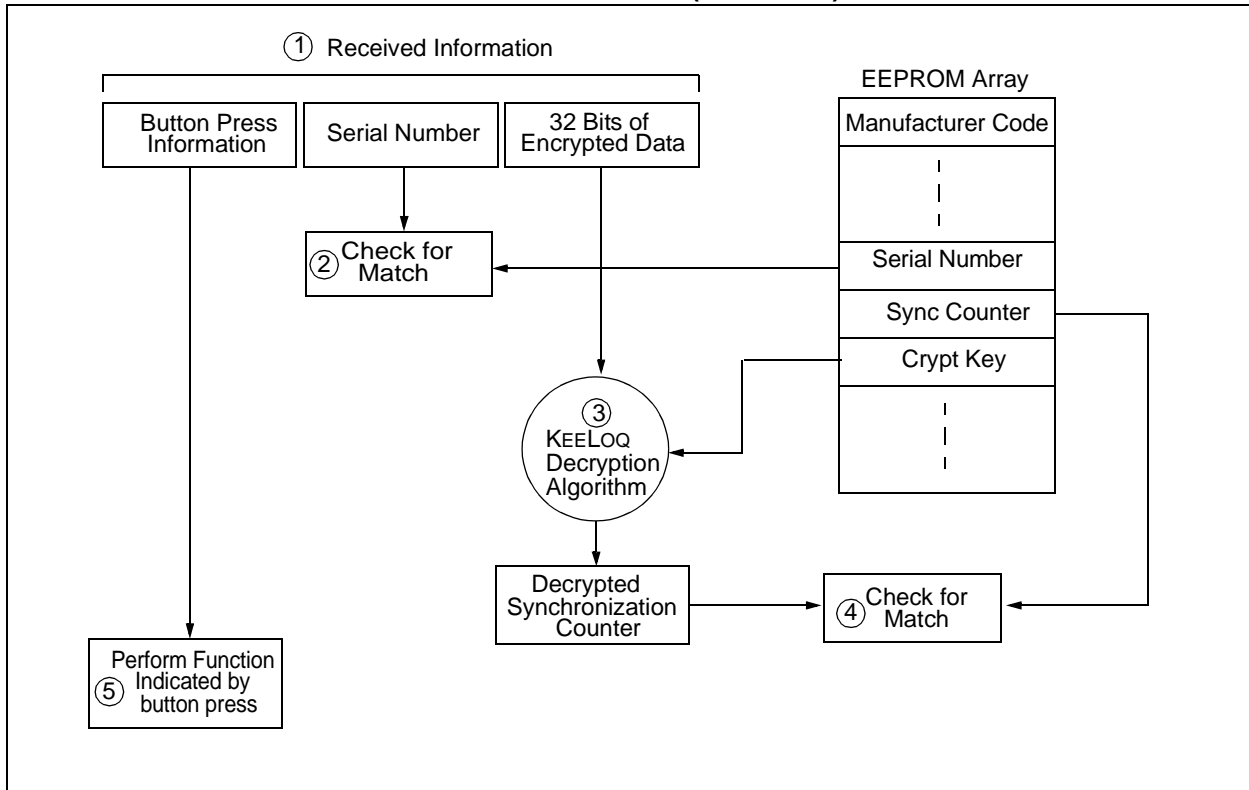 ① Received Information
EEPROM Array
Button Press
Information
Serial Number
32 Bits of
Encrypted Data
Manufacturer Code
② Check for
Match
Serial Number
Sync Counter
Crypt Key
③
KEELOQ
Decryption
Algorithm
Decrypted
Synchronization
Counter
④ Check for
Match
Perform Function
⑤ Indicated by
button press